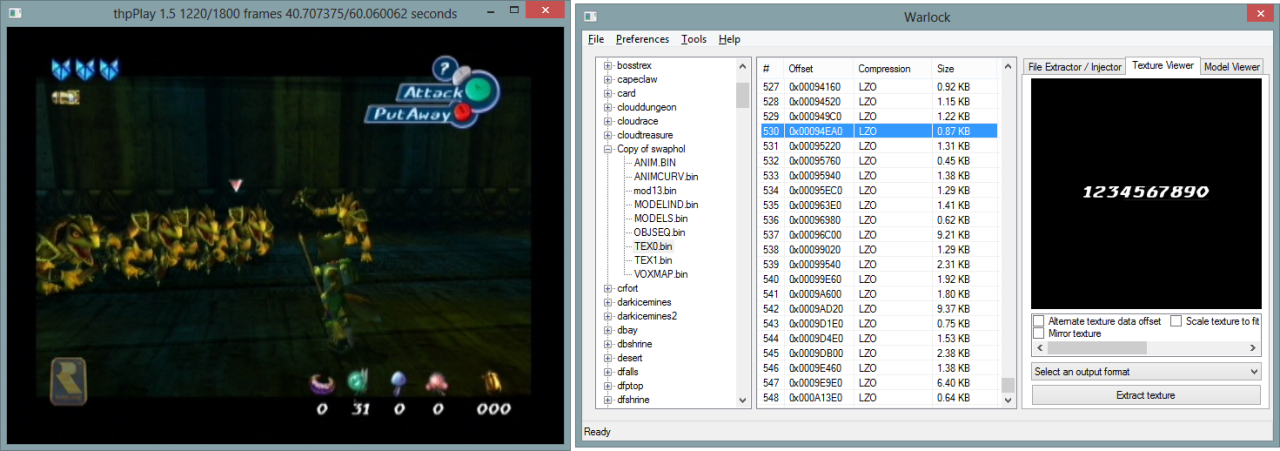 thpPlay 1.5 1220/1800 frames 40.707375/60.060062 seconds
?
Attack
Put Away
0 31 0 0 000
Warlock
File Preferences Tools Help
bosstrex
capeclaw
card
clouddungeon
cloudrace
cloudtreasure
Copy of swaphol
ANIM.BIN
ANIMCURV.bin
mod13.bin
MODELIND.bin
MODELS.bin
OBJSEQ.bin
TEX0.bin
TEX1.bin
VOXMAP.bin
crfort
darkicemines
darkicemines2
dbay
dbshrine
desert
dfalls
dfptop
dfshrine
# Offset Compression Size
527 0x00094160 LZO 0.92 KB
528 0x00094520 LZO 1.15 KB
529 0x000949C0 LZO 1.22 KB
530 0x00094EA0 LZO 0.87 KB
531 0x00095220 LZO 1.31 KB
532 0x00095760 LZO 0.45 KB
533 0x00095940 LZO 1.38 KB
534 0x00095EC0 LZO 1.29 KB
535 0x000963E0 LZO 1.41 KB
536 0x00096980 LZO 0.62 KB
537 0x00096C00 LZO 9.21 KB
538 0x00099020 LZO 1.29 KB
539 0x00099540 LZO 2.31 KB
540 0x00099E60 LZO 1.92 KB
541 0x0009A600 LZO 1.80 KB
542 0x0009AD20 LZO 9.37 KB
543 0x0009D1E0 LZO 0.75 KB
544 0x0009D4E0 LZO 1.53 KB
545 0x0009DB00 LZO 2.38 KB
546 0x0009E460 LZO 1.38 KB
547 0x0009E9E0 LZO 6.40 KB
548 0x000A13E0 LZO 0.64 KB
File Extractor / Injector Texture Viewer Model Viewer
1234567890
Alternate texture data offset Scale texture to fit
Mirror texture
Select an output format
Extract texture
Ready